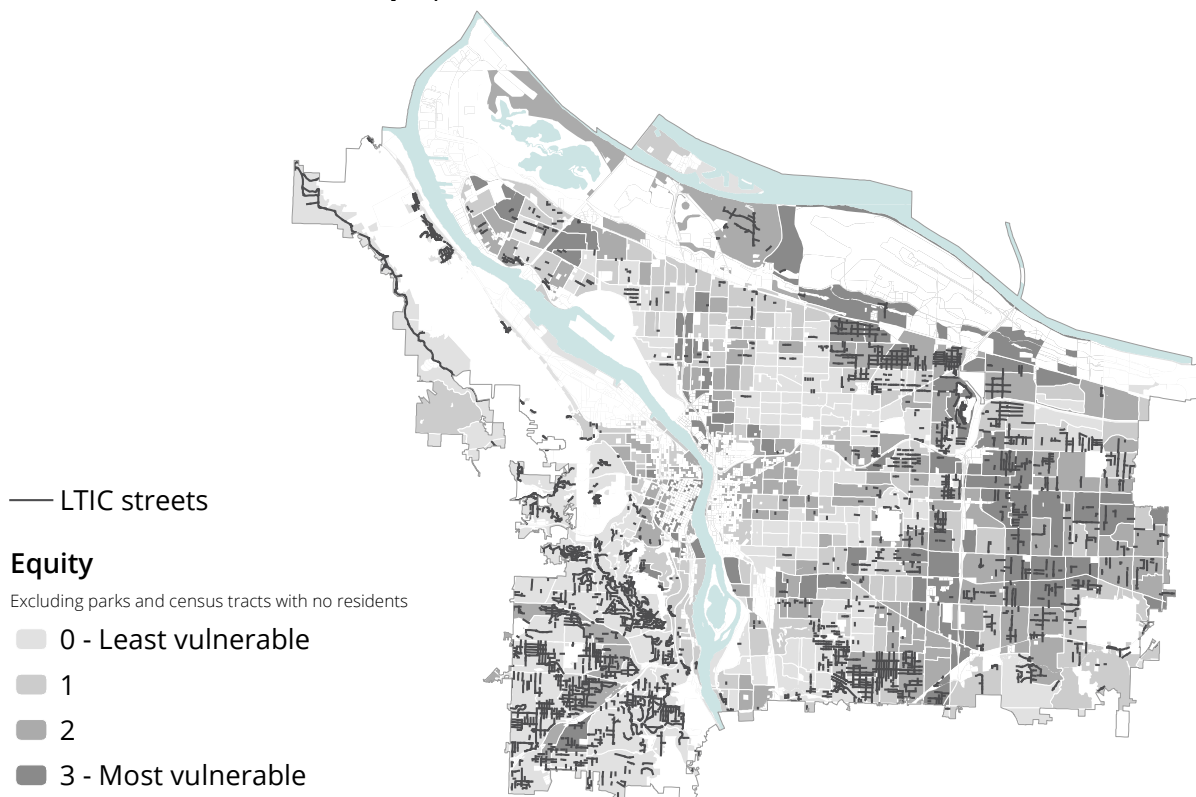 LTIC streets
Equity
Excluding parks and census tracts with no residents
0 - Least vulnerable
1
2
3 - Most vulnerable